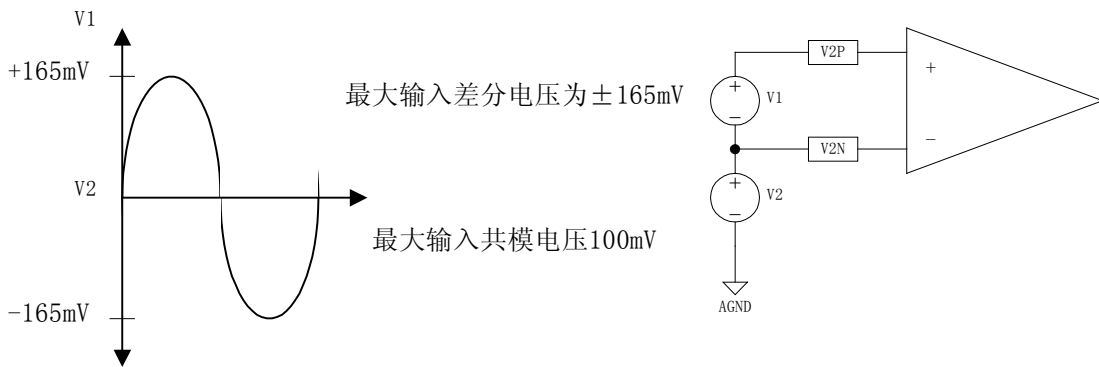 V1
+165mV
V2
-165mV
最大输入差分电压为±165mV
最大输入共模电压100mV
V2P
+
V1
-
V2N
+
-
+
V2
-
AGND